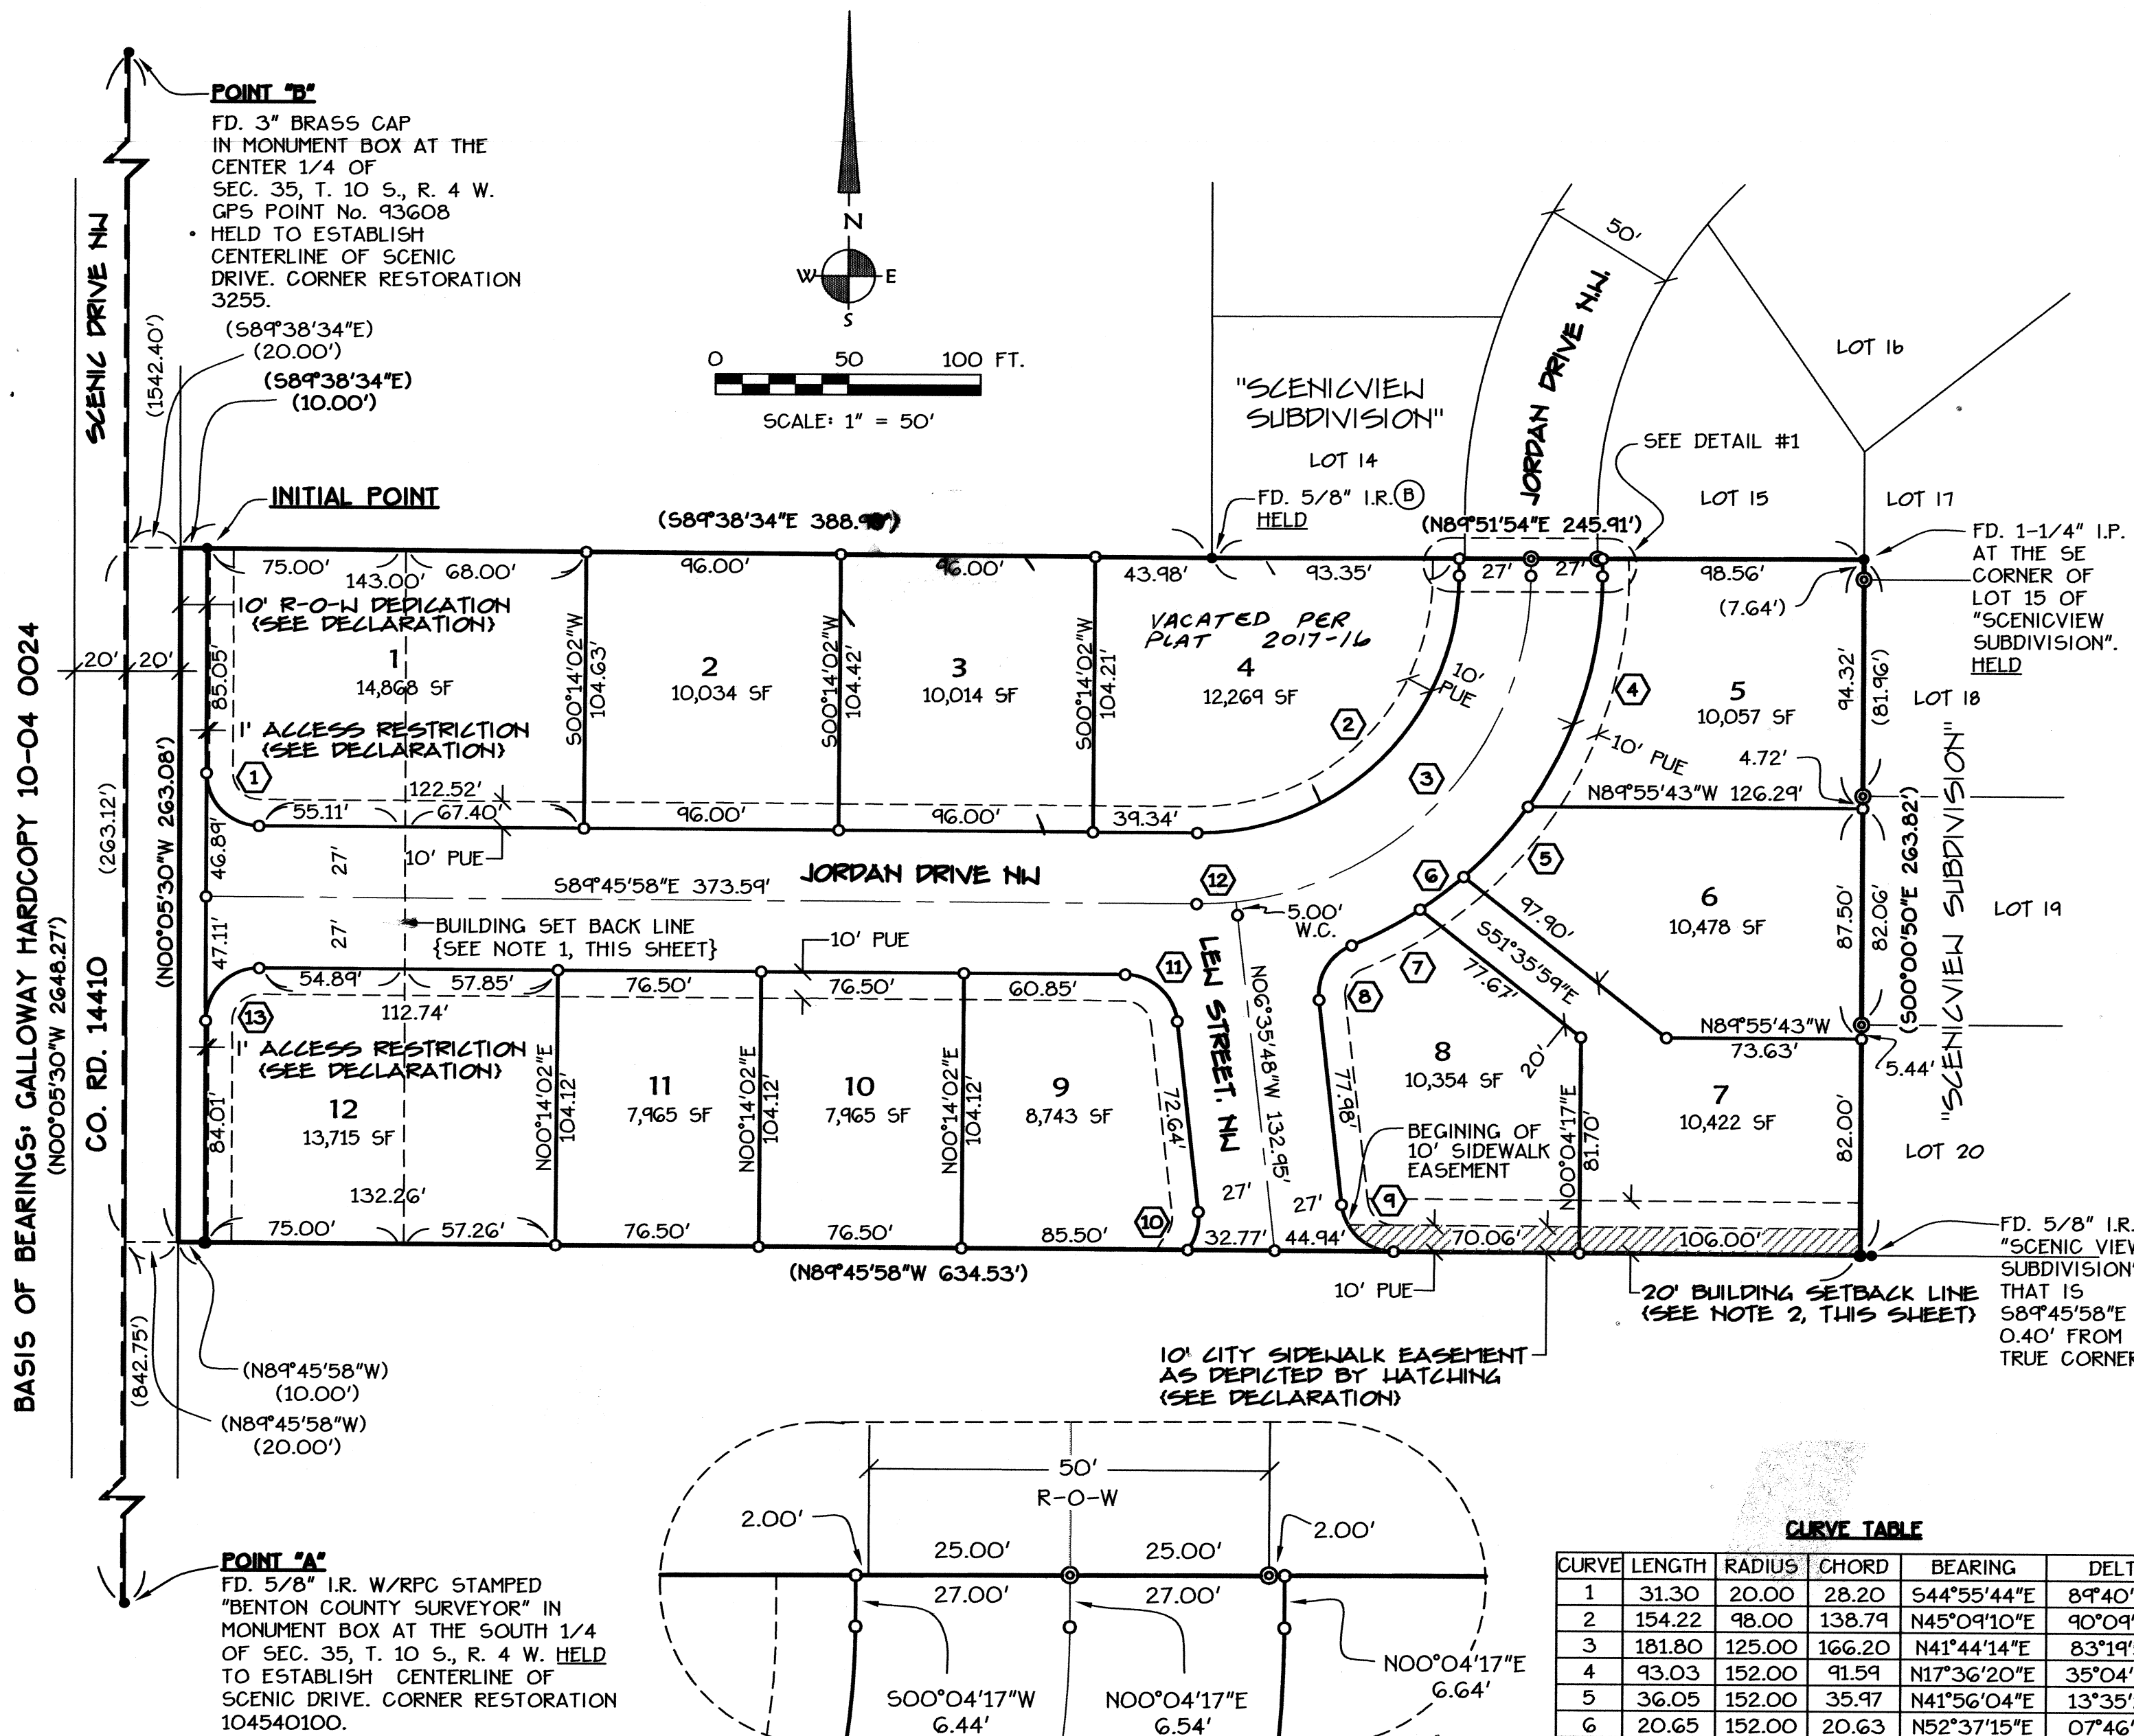 POINT "B"
FD. 3" BRASS CAP
IN MONUMENT BOX AT THE
CENTER 1/4 OF
SEC. 35, T. 10 S., R. 4 W.
GPS POINT No. 93608
HELD TO ESTABLISH
CENTERLINE OF SCENIC
DRIVE. CORNER RESTORATION
3255.
(S89°38'34"E)
(20.00')
(S89°38'34"E)
(10.00')
SCENIC DRIVE NW
(1542.40')
N
W E
S
0 50 100 FT.
SCALE: 1" = 50'
INITIAL POINT
(S89°38'34"E 388.
"SCENICVIEW
SUBDIVISION"
LOT 14
FD. 5/8" I.R. B
HELD
50'
JORDAN DRIVE N.W.
SEE DETAIL #1
LOT 15
LOT 16
LOT 17
(N89°51'54"E 245.91')
FD. 1-1/4" I.P.
AT THE SE
CORNER OF
LOT 15 OF
"SCENICVIEW
SUBDIVISION".
HELD
75.00'
143.00'
68.00'
96.00'
96.00'
43.98'
93.35'
27'
27'
98.56'
(7.64')
10' R-O-W DEDICATION
{SEE DECLARATION}
1
14,868 SF
85.05'
1' ACCESS RESTRICTION
{SEE DECLARATION}
S00°14'02"W
104.63'
2
10,034 SF
S00°14'02"W
104.42'
3
10,014 SF
S00°14'02"W
104.21'
VACATED PER
PLAT 2017-16
4
12,269 SF
10'
PUE
2
4
5
10,057 SF
94.32'
(81.96')
LOT 18
10' PUE
4.72'
3
N89°55'43"W 126.29'
20'
20'
BASIS OF BEARINGS: GALLOWAY HARDCOPY 10-04 0024
(N00°05'30"W 2648.27')
CO. RD. 14410
(263.12')
(N00°05'30"W 263.08')
1
122.52'
55.11'
67.40'
96.00'
96.00'
39.34'
46.89'
27'
10' PUE
JORDAN DRIVE NW
S89°45'58"E 373.59'
12
6
5
5.00'
W.C.
6
10,478 SF
87.50'
82.06'
(S00°00'50"E 263.82')
"SCENICVIEW SUBDIVISION"
LOT 19
97.90'
S51°35'59"E
77.67'
47.11'
27'
BUILDING SET BACK LINE
{SEE NOTE 1, THIS SHEET}
10' PUE
54.89'
57.85'
76.50'
76.50'
60.85'
11
7
8
LEW STREET. NW
N06°35'48"W 132.95'
13
112.74'
1' ACCESS RESTRICTION
{SEE DECLARATION}
12
13,715 SF
84.01'
N00°14'02"E
104.12'
11
7,965 SF
N00°14'02"E
104.12'
10
7,965 SF
N00°14'02"E
104.12'
9
8,743 SF
72.64'
77.98'
8
10,354 SF
20'
N89°55'43"W
73.63'
5.44'
7
10,422 SF
82.00'
LOT 20
BEGINING OF
10' SIDEWALK
EASEMENT
N00°04'17"E
81.70'
132.26'
75.00'
57.26'
76.50'
76.50'
85.50'
10
27'
27'
9
32.77'
44.94'
70.06'
106.00'
(N89°45'58"W 634.53')
10' PUE
20' BUILDING SETBACK LINE
{SEE NOTE 2, THIS SHEET}
FD. 5/8" I.R.
"SCENIC VIEW
SUBDIVISION"
THAT IS
S89°45'58"E
0.40' FROM
TRUE CORNER
10' CITY SIDEWALK EASEMENT
AS DEPICTED BY HATCHING
{SEE DECLARATION}
(842.75')
(N89°45'58"W)
(10.00')
(N89°45'58"W)
(20.00')
POINT "A"
FD. 5/8" I.R. W/RPC STAMPED
"BENTON COUNTY SURVEYOR" IN
MONUMENT BOX AT THE SOUTH 1/4
OF SEC. 35, T. 10 S., R. 4 W. HELD
TO ESTABLISH CENTERLINE OF
SCENIC DRIVE. CORNER RESTORATION
104540100.
50'
R-O-W
2.00'
2.00'
25.00'
25.00'
27.00'
27.00'
S00°04'17"W
6.44'
N00°04'17"E
6.54'
N00°04'17"E
6.64'
CURVE TABLE
CURVE LENGTH RADIUS CHORD BEARING DELT
1 31.30 20.00 28.20 S44°55'44"E 89°40'
2 154.22 98.00 138.79 N45°09'10"E 90°09'
3 181.80 125.00 166.20 N41°44'14"E 83°19'
4 93.03 152.00 91.59 N17°36'20"E 35°04'
5 36.05 152.00 35.97 N41°56'04"E 13°35'
6 20.65 152.00 20.63 N52°37'15"E 07°46'